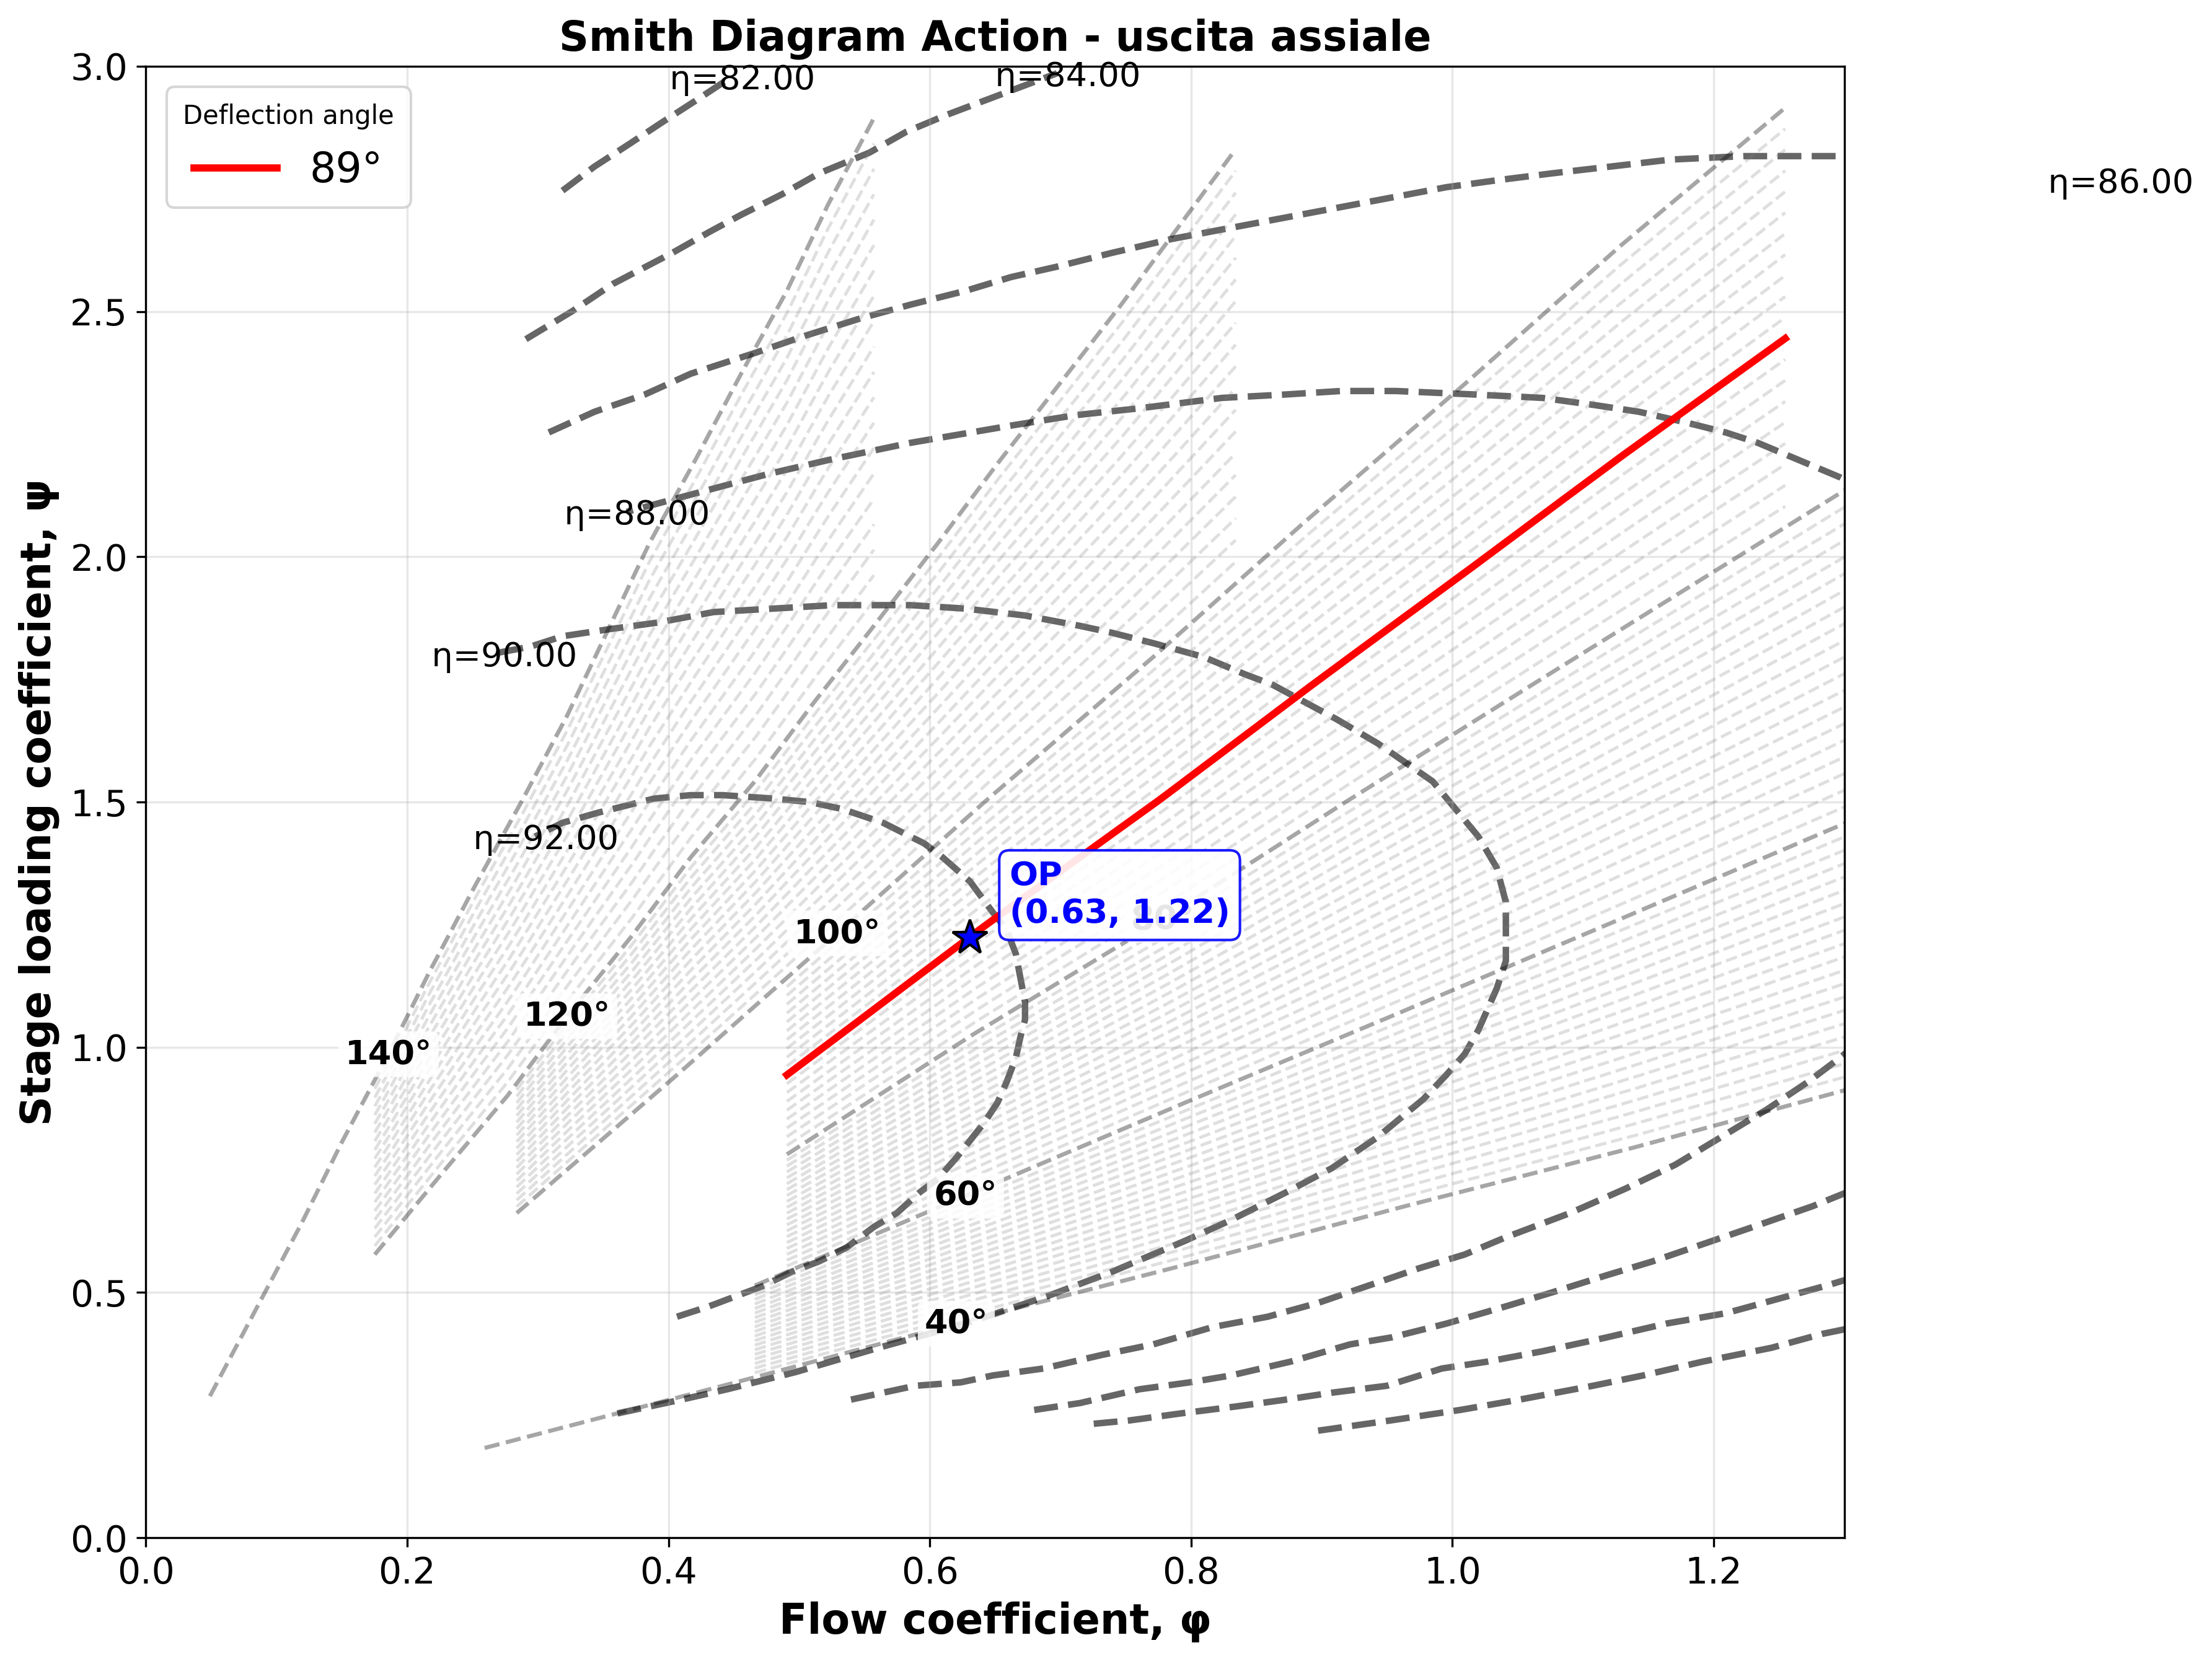 Smith Diagram Action - uscita assiale
η=82.00
η=84.00
η=86.00
Deflection angle
89°
η=88.00
η=90.00
η=92.00
OP
(0.63, 1.22)
100°
120°
140°
60°
40°
3.0
2.5
2.0
1.5
1.0
0.5
0.0
0.0 0.2 0.4 0.6 0.8 1.0 1.2
Stage loading coefficient, ψ
Flow coefficient, φ